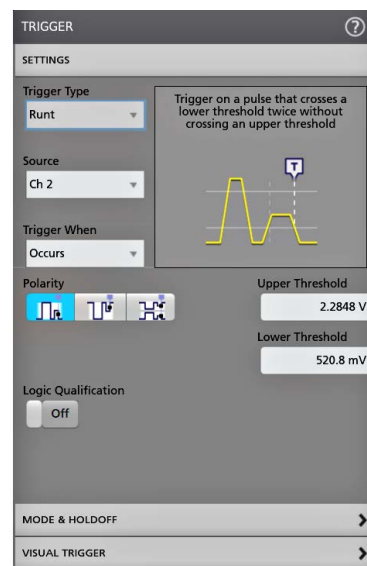 TRIGGER
?
SETTINGS
Trigger Type
Runt
Trigger on a pulse that crosses a
lower threshold twice without
crossing an upper threshold
T
Source
Ch 2
Trigger When
Occurs
Polarity
Upper Threshold
2.2848 V
Lower Threshold
520.8 mV
Logic Qualification
Off
MODE & HOLDOFF
VISUAL TRIGGER